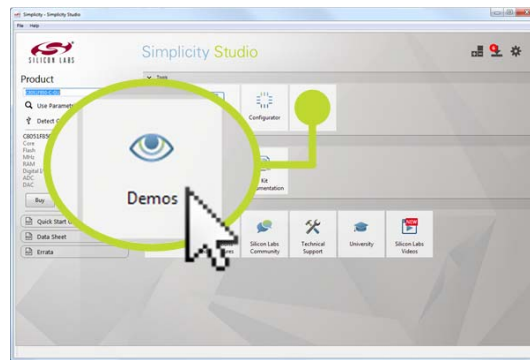 Simplicity - Simplicity Studio
File Help
SILICON LABS
Simplicity Studio
Product
Tools
Use Paramet
Detect C
Configurator
C8051F85
Core
Flash
MHz
RAM
Digital I
ADC
DAC
Demos
Kit
Documentation
Buy
Quick Start G
Data Sheet
Errata
Silicon Labs
Community
Technical
Support
University
Silicon Labs
Videos